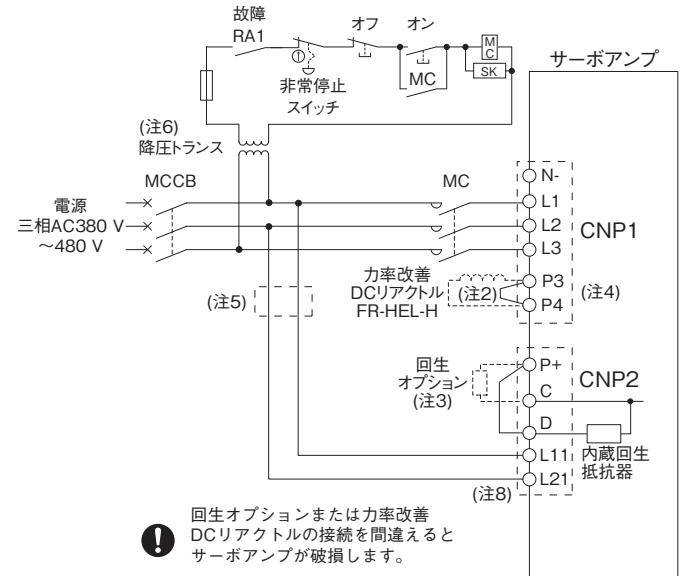 故障
RA1
オフ
オン
MC
SK
MC
非常停止
スイッチ
サーボアンプ
(注6)
降圧トランス
MCCB
MC
電源
三相AC380 V
～480 V
N-
L1
L2
L3
CNP1
P3
P4
(注4)
力率改善
DCリアクトル
FR-HEL-H
(注2)
(注5)
回生
オプション
(注3)
P+
C
D
CNP2
内蔵回生
抵抗器
L11
L21
(注8)
回生オプションまたは力率改善
DCリアクトルの接続を間違えると
サーボアンプが破損します。